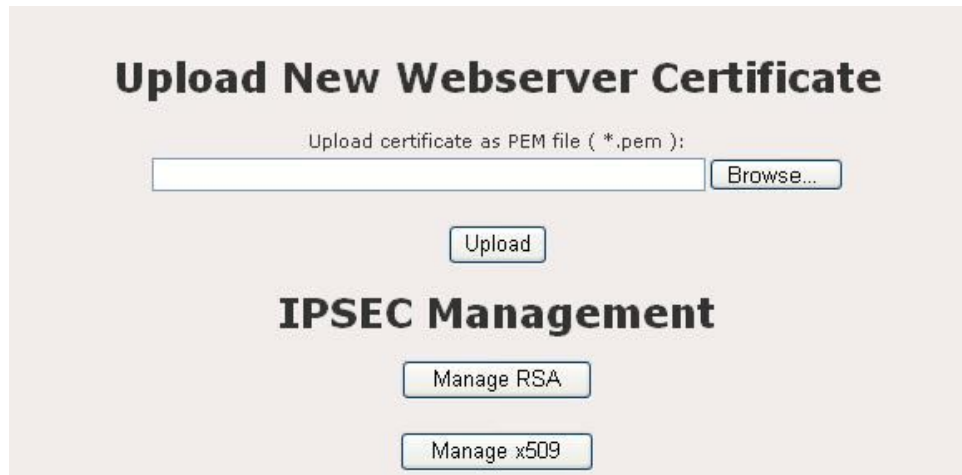 Upload New Webserver Certificate
Upload certificate as PEM file ( *.pem ):
Browse...
Upload
IPSEC Management
Manage RSA
Manage x509